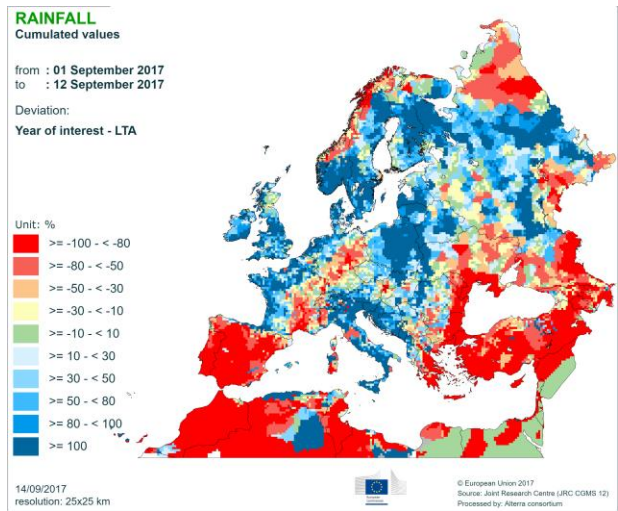 RAINFALL
Cumulated values
from : 01 September 2017
to : 12 September 2017
Deviation:
Year of interest - LTA
Unit: %
>= -100 - < -80
>= -80 - < -50
>= -50 - < -30
>= -30 - < -10
>= -10 - < 10
>= 10 - < 30
>= 30 - < 50
>= 50 - < 80
>= 80 - < 100
>= 100
14/09/2017
resolution: 25x25 km
European
Commission
© European Union 2017
Source: Joint Research Centre (JRC CGMS 12)
Processed by: Alterra consortium